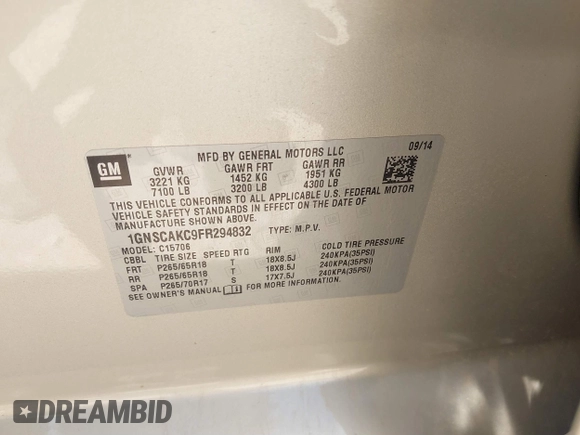 GM
MFD BY GENERAL MOTORS LLC
09/14
GVWR GAWR FRT GAWR RR
3221 KG 1452 KG 1951 KG
7100 LB 3200 LB 4300 LB
THIS VEHICLE CONFORMS TO ALL APPLICABLE U.S. FEDERAL MOTOR
VEHICLE SAFETY STANDARDS IN EFFECT ON THE DATE OF
MANUFACTURE SHOWN ABOVE.
1GNSCAKC9FR294832 TYPE: M.P.V.
MODEL: C15706
CBBL TIRE SIZE SPEED RTG RIM COLD TIRE PRESSURE
FRT P265/65R18 T 18X8.5J 240KPA(35PSI)
RR P265/65R18 T 18X8.5J 240KPA(35PSI)
SPA P265/70R17 S 17X7.5J 240KPA(35PSI)
SEE OWNER'S MANUAL FOR MORE INFORMATION.
DREAMBID